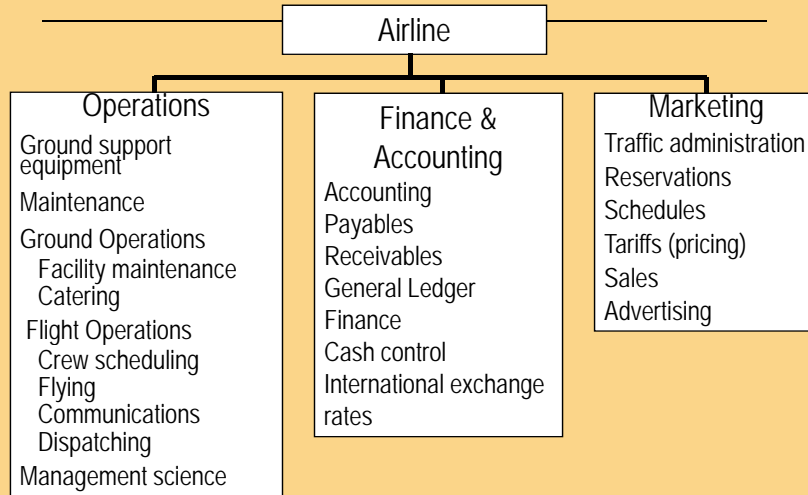 Airline
Operations
Ground support
equipment
Maintenance
Ground Operations
Facility maintenance
Catering
Flight Operations
Crew scheduling
Flying
Communications
Dispatching
Management science
Finance &
Accounting
Accounting
Payables
Receivables
General Ledger
Finance
Cash control
International exchange
rates
Marketing
Traffic administration
Reservations
Schedules
Tariffs (pricing)
Sales
Advertising